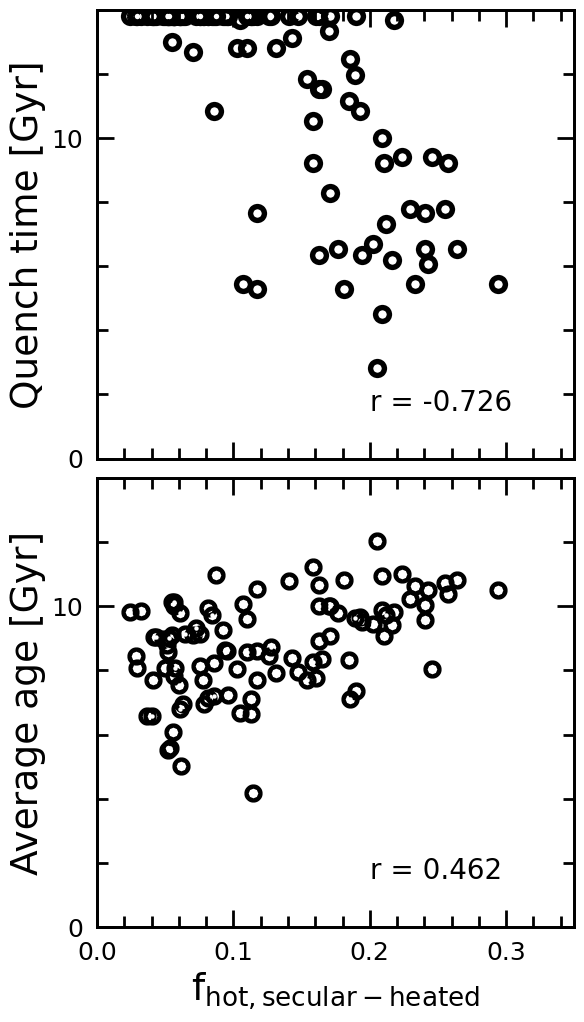 Quench time [Gyr]
10
0
r = -0.726
Average age [Gyr]
10
0
r = 0.462
0.0 0.1 0.2 0.3
f_hot, secular−heated